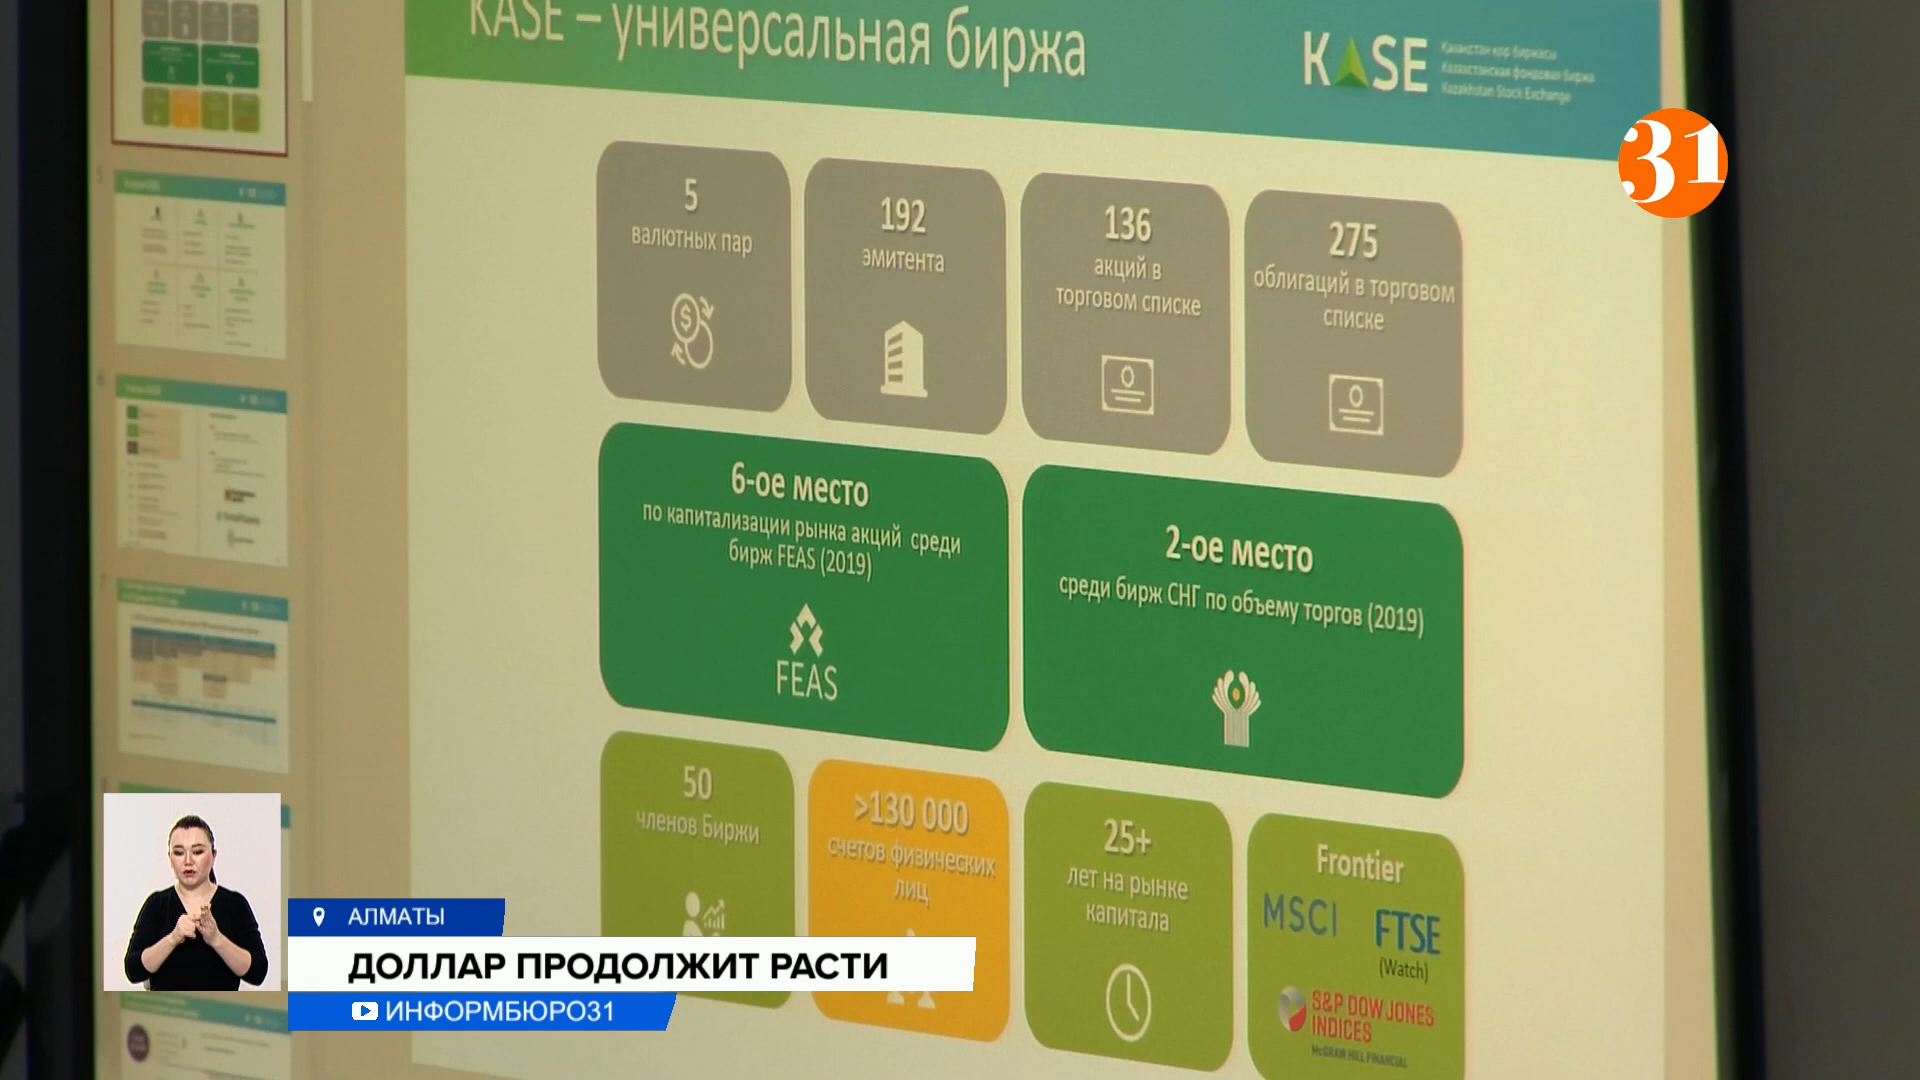 KASE – универсальная биржа
KASE
Қазақстан қор биржасы
Казахстанская фондовая биржа
Kazakhstan Stock Exchange
31
5
валютных пар
192
эмитента
136
акций в
торговом списке
275
облигаций в торговом
списке
6-ое место
по капитализации рынка акций среди
бирж FEAS (2019)
FEAS
2-ое место
среди бирж СНГ по объему торгов (2019)
50
членов Биржи
>130 000
счетов физических
лиц
25+
лет на рынке
капитала
Frontier
MSCI
FTSE
(Watch)
S&P DOW JONES
INDICES
McGRAW HILL FINANCIAL
5
6
7
АЛМАТЫ
ДОЛЛАР ПРОДОЛЖИТ РАСТИ
ИНФОРМБЮРО31